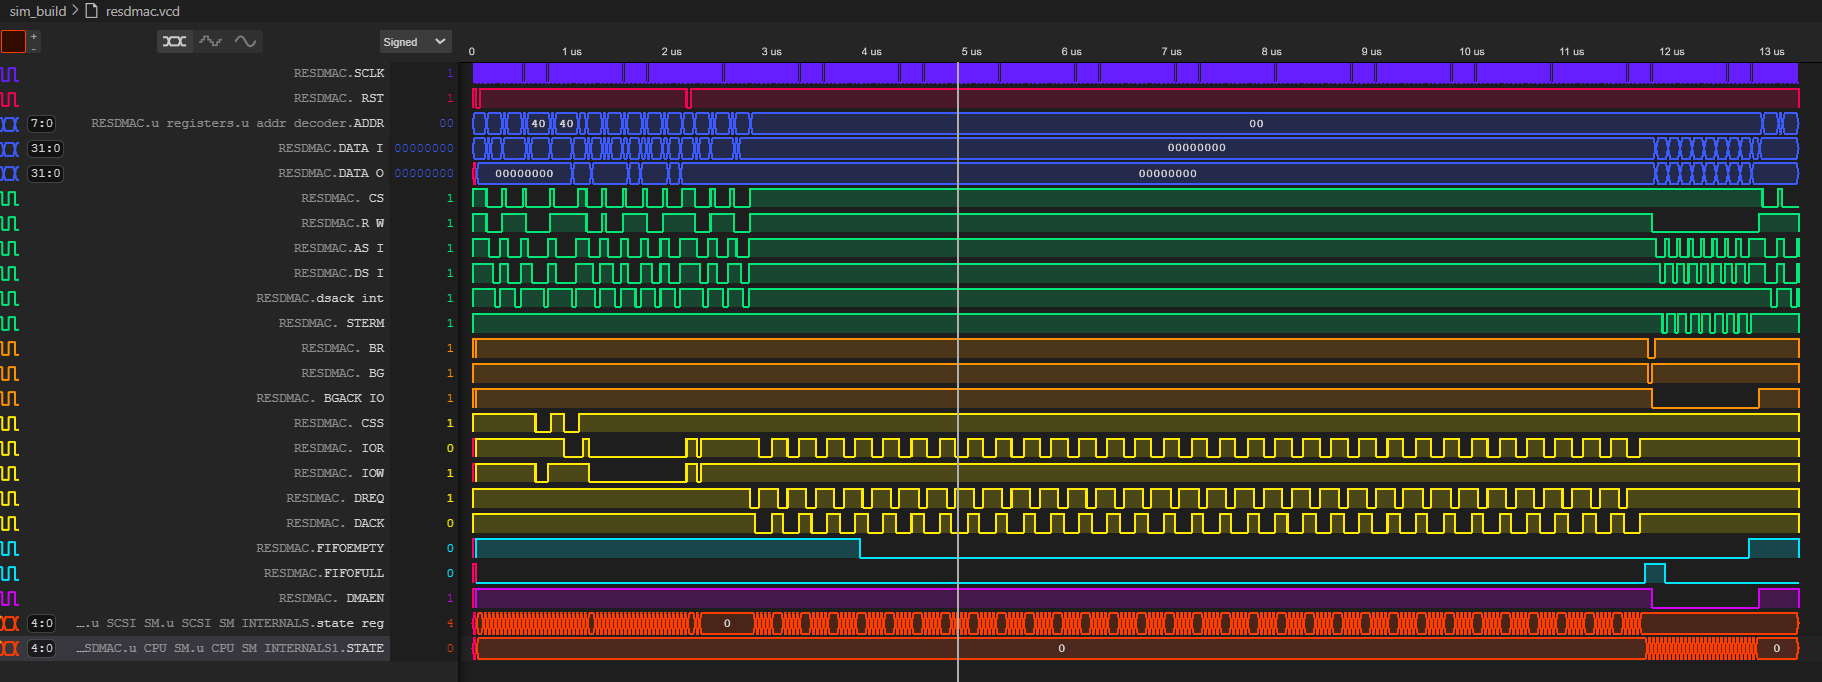 sim_build > resdmac.vcd
+
-
Signed
0 1 us 2 us 3 us 4 us 5 us 6 us 7 us 8 us 9 us 10 us 11 us 12 us 13 us
RESDMAC.SCLK 1
RESDMAC. RST 1
7:0 RESDMAC.u registers.u addr decoder.ADDR 00 40 40 00
31:0 RESDMAC.DATA I 00000000 00000000
31:0 RESDMAC.DATA O 00000000 00000000 00000000
RESDMAC. CS 1
RESDMAC.R W 1
RESDMAC.AS I 1
RESDMAC.DS I 1
RESDMAC.dsack int 1
RESDMAC. STERM 1
RESDMAC. BR 1
RESDMAC. BG 1
RESDMAC. BGACK IO 1
RESDMAC. CSS 1
RESDMAC. IOR 0
RESDMAC. IOW 1
RESDMAC. DREQ 1
RESDMAC. DACK 0
RESDMAC.FIFOEMPTY 0
RESDMAC.FIFOFULL 0
RESDMAC. DMAEN 1
4:0 ….u SCSI SM.u SCSI SM INTERNALS.state reg 4 0
4:0 …SDMAC.u CPU SM.u CPU SM INTERNALS1.STATE 0 0 0